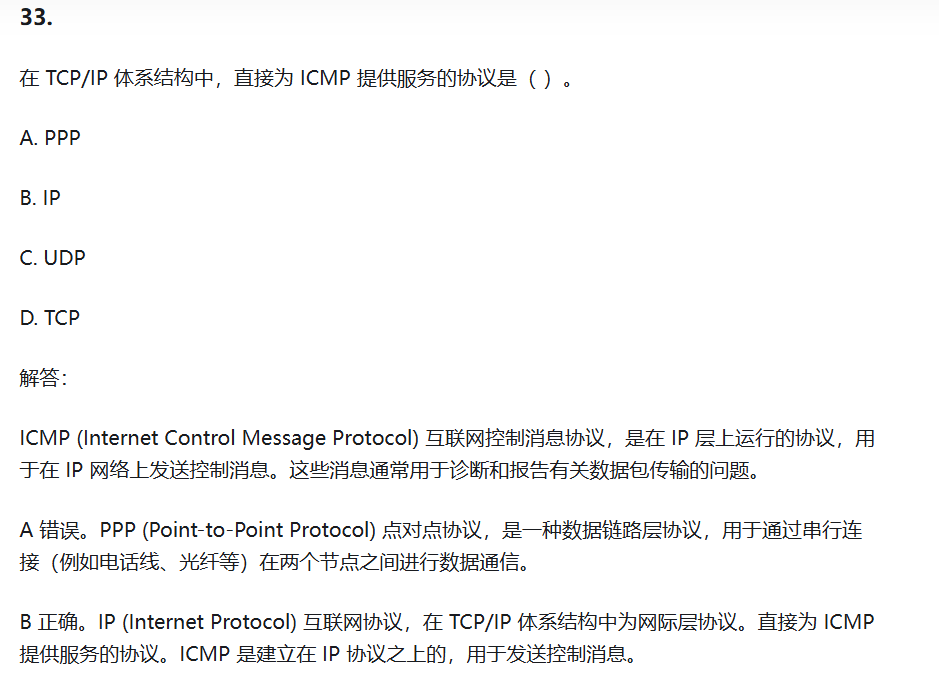 33.
在 TCP/IP 体系结构中，直接为 ICMP 提供服务的协议是（ ）。
A. PPP
B. IP
C. UDP
D. TCP
解答：
ICMP (Internet Control Message Protocol) 互联网控制消息协议，是在 IP 层上运行的协议，用
于在 IP 网络上发送控制消息。这些消息通常用于诊断和报告有关数据包传输的问题。
A 错误。PPP (Point-to-Point Protocol) 点对点协议，是一种数据链路层协议，用于通过串行连
接（例如电话线、光纤等）在两个节点之间进行数据通信。
B 正确。IP (Internet Protocol) 互联网协议，在 TCP/IP 体系结构中为网际层协议。直接为 ICMP
提供服务的协议。ICMP 是建立在 IP 协议之上的，用于发送控制消息。